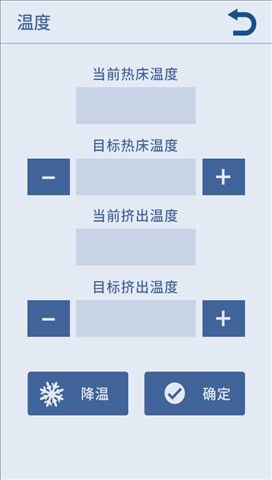 温度
当前热床温度
目标热床温度
− +
当前挤出温度
目标挤出温度
− +
降温 确定